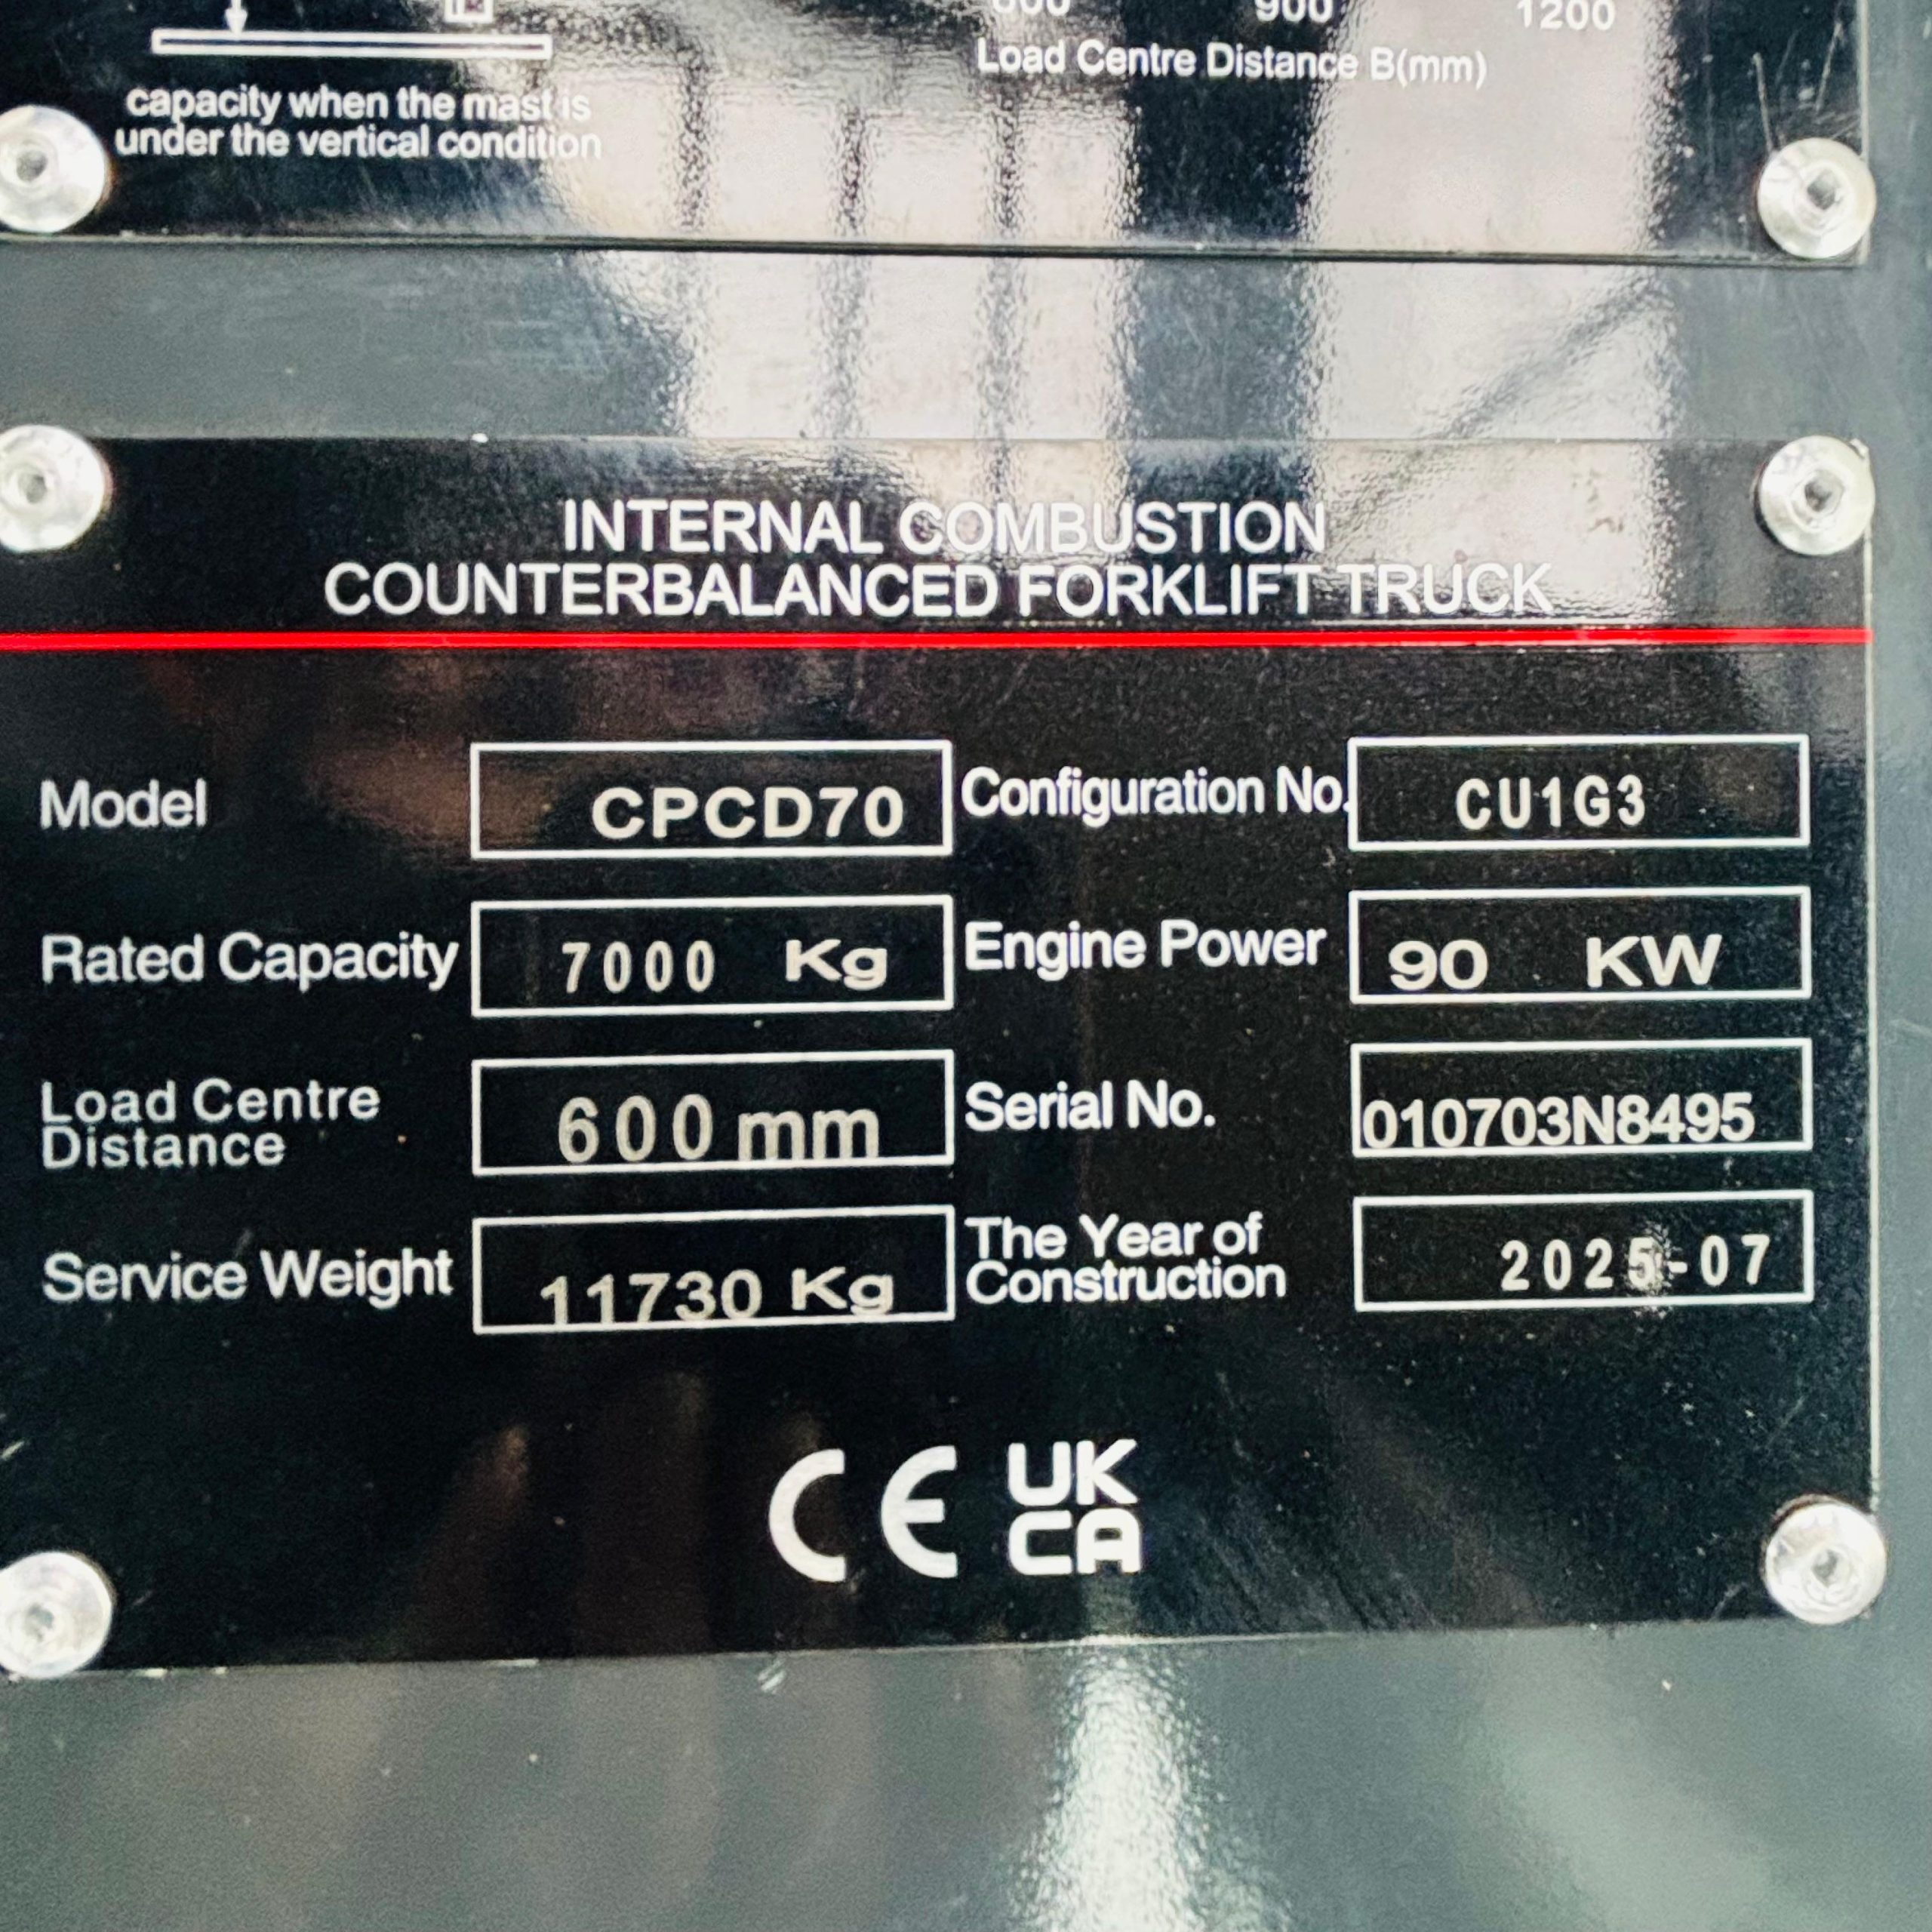 600 900 1200
Load Centre Distance B(mm)
capacity when the mast is
under the vertical condition
INTERNAL COMBUSTION
COUNTERBALANCED FORKLIFT TRUCK
Model CPCD70 Configuration No. CU1G3
Rated Capacity 7000 Kg Engine Power 90 KW
Load Centre
Distance 600 mm Serial No. 010703N8495
Service Weight 11730 Kg The Year of
Construction 2025-07
CE UK
CA